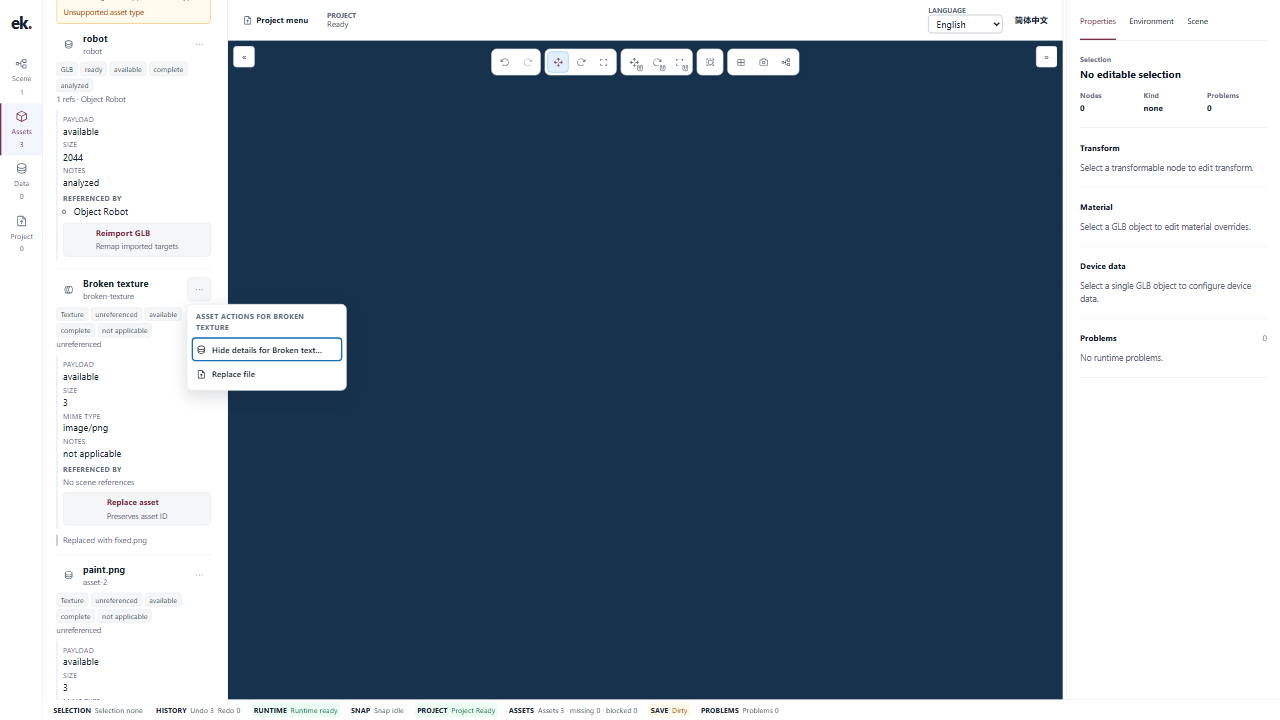 ek.
Scene
1
Assets
3
Data
0
Project
0
Unsupported asset type
robot
robot
...
GLB ready available complete
analyzed
1 refs · Object Robot
PAYLOAD
available
SIZE
2044
NOTES
analyzed
REFERENCED BY
Object Robot
Reimport GLB
Remap imported targets
Broken texture
broken-texture
...
Texture unreferenced available
complete not applicable
unreferenced
PAYLOAD
available
SIZE
3
MIME TYPE
image/png
NOTES
not applicable
REFERENCED BY
No scene references
Replace asset
Preserves asset ID
Replaced with fixed.png
paint.png
asset-2
...
Texture unreferenced available
complete not applicable
unreferenced
PAYLOAD
available
SIZE
3
ASSET ACTIONS FOR BROKEN
TEXTURE
Hide details for Broken text...
Replace file
Project menu
PROJECT
Ready
LANGUAGE
English
简体中文
«
»
Properties Environment Scene
Selection
No editable selection
Nodes Kind Problems
0 none 0
Transform
Select a transformable node to edit transform.
Material
Select a GLB object to edit material overrides.
Device data
Select a single GLB object to configure device
data.
Problems 0
No runtime problems.
SELECTION Selection none HISTORY Undo 3 Redo 0 RUNTIME Runtime ready SNAP Snap idle PROJECT Project Ready ASSETS Assets 3 · missing 0 · blocked 0 SAVE Dirty PROBLEMS Problems 0